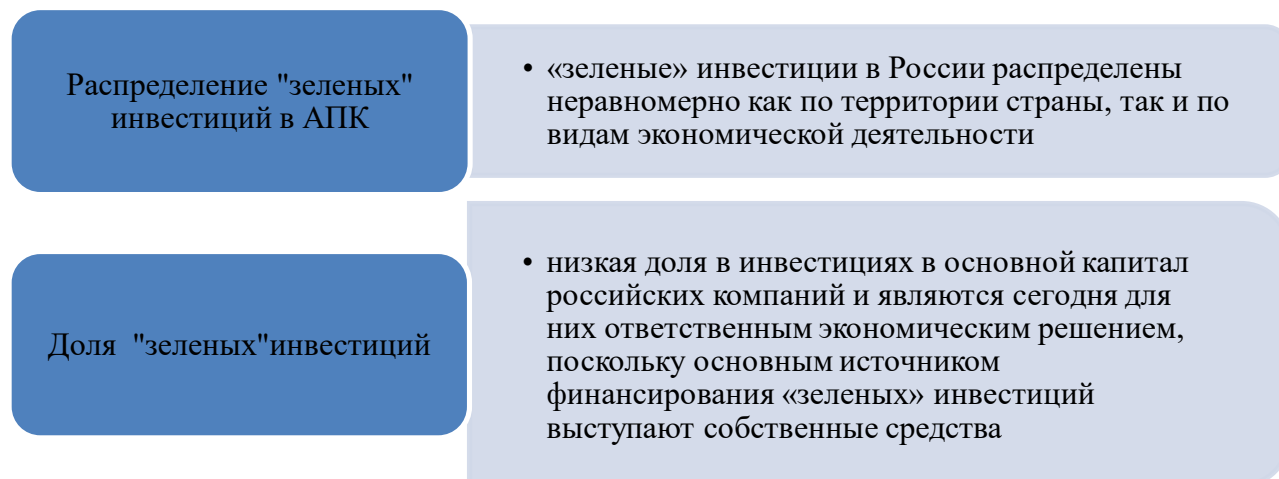 Распределение "зеленых"
инвестиций в АПК
• «зеленые» инвестиции в России распределены
неравномерно как по территории страны, так и по
видам экономической деятельности
Доля "зеленых"инвестиций
• низкая доля в инвестициях в основной капитал
российских компаний и являются сегодня для
них ответственным экономическим решением,
поскольку основным источником
финансирования «зеленых» инвестиций
выступают собственные средства